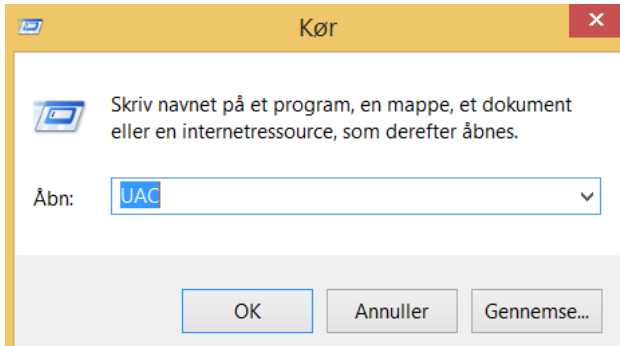 Kør
Skriv navnet på et program, en mappe, et dokument
eller en internetressource, som derefter åbnes.
Åbn: UAC
OK Annuller Gennemse...